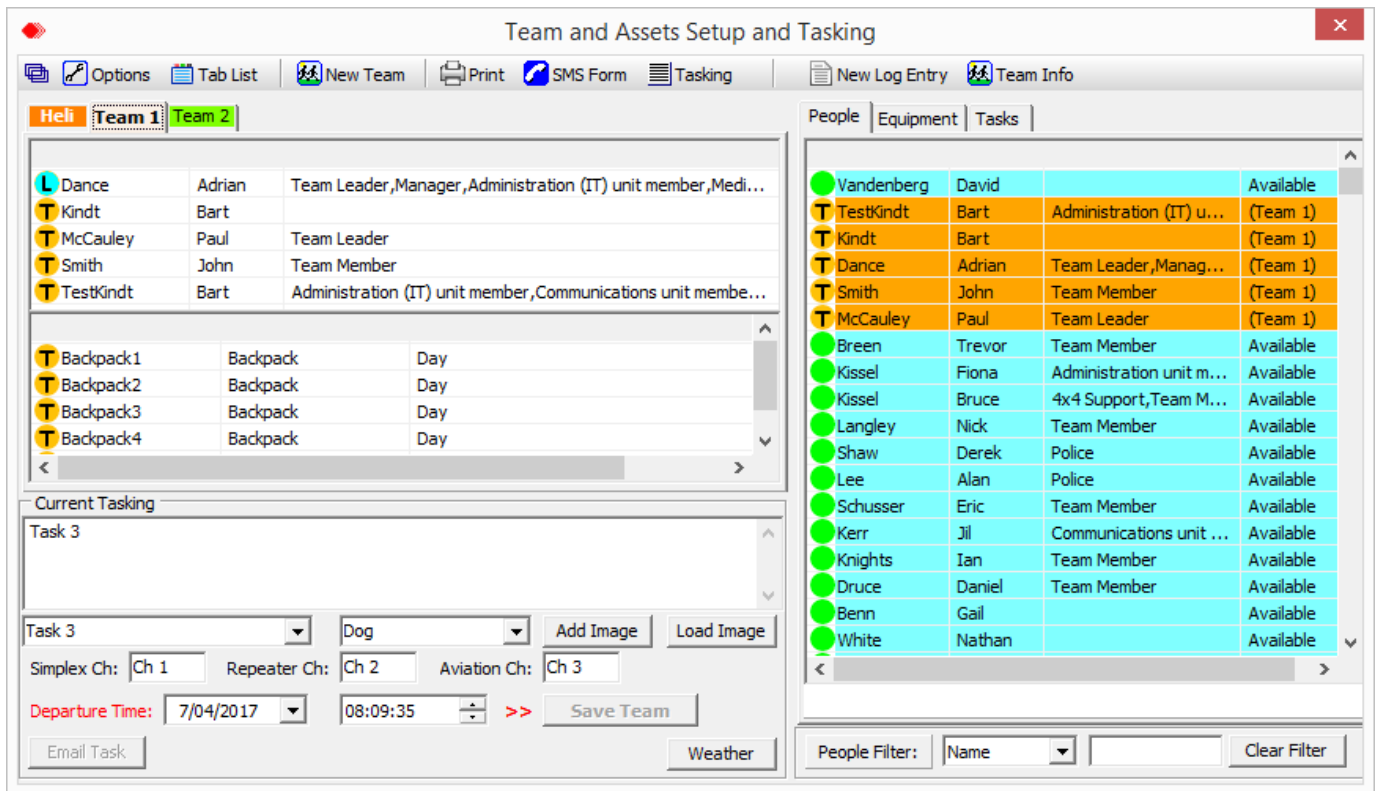 Team and Assets Setup and Tasking
Options Tab List New Team Print SMS Form Tasking New Log Entry Team Info
Heli Team 1 Team 2
L Dance Adrian Team Leader,Manager,Administration (IT) unit member,Medi...
T Kindt Bart
T McCauley Paul Team Leader
T Smith John Team Member
T TestKindt Bart Administration (IT) unit member,Communications unit membe...
T Backpack1 Backpack Day
T Backpack2 Backpack Day
T Backpack3 Backpack Day
T Backpack4 Backpack Day
Current Tasking
Task 3
Task 3 Dog Add Image Load Image
Simplex Ch: Ch 1 Repeater Ch: Ch 2 Aviation Ch: Ch 3
Departure Time: 7/04/2017 08:09:35 >> Save Team
Email Task Weather
People Equipment Tasks
Vandenberg David Available
T TestKindt Bart Administration (IT) u... (Team 1)
T Kindt Bart (Team 1)
T Dance Adrian Team Leader,Manag... (Team 1)
T Smith John Team Member (Team 1)
T McCauley Paul Team Leader (Team 1)
Breen Trevor Team Member Available
Kissel Fiona Administration unit m... Available
Kissel Bruce 4x4 Support,Team M... Available
Langley Nick Team Member Available
Shaw Derek Police Available
Lee Alan Police Available
Schusser Eric Team Member Available
Kerr Jil Communications unit ... Available
Knights Ian Team Member Available
Druce Daniel Team Member Available
Benn Gail Available
White Nathan Available
People Filter: Name Clear Filter